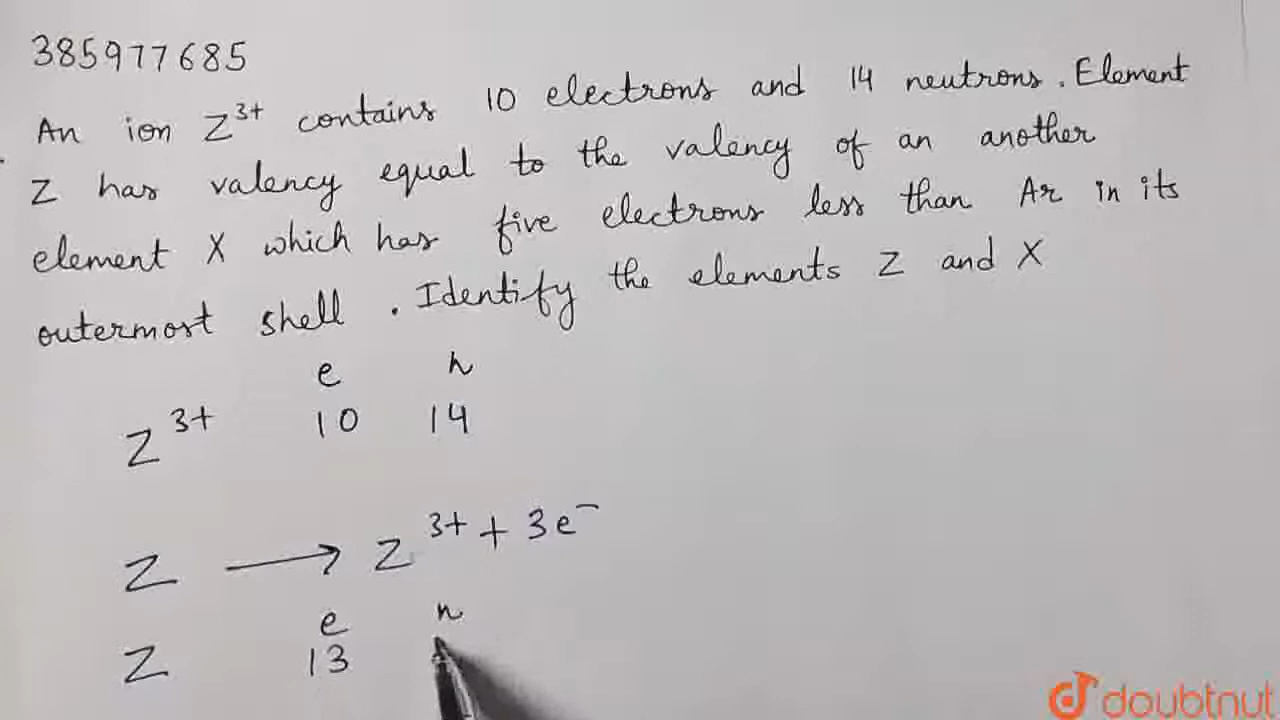 385977685
An ion Z³⁺ contains 10 electrons and 14 neutrons. Element
Z has valency equal to the valency of an another
element X which has five electrons less than Ar in its
outermost shell. Identify the elements Z and X
e n
Z³⁺ 10 14
Z ⟶ Z³⁺ + 3e⁻
e n
Z 13
doubtnut